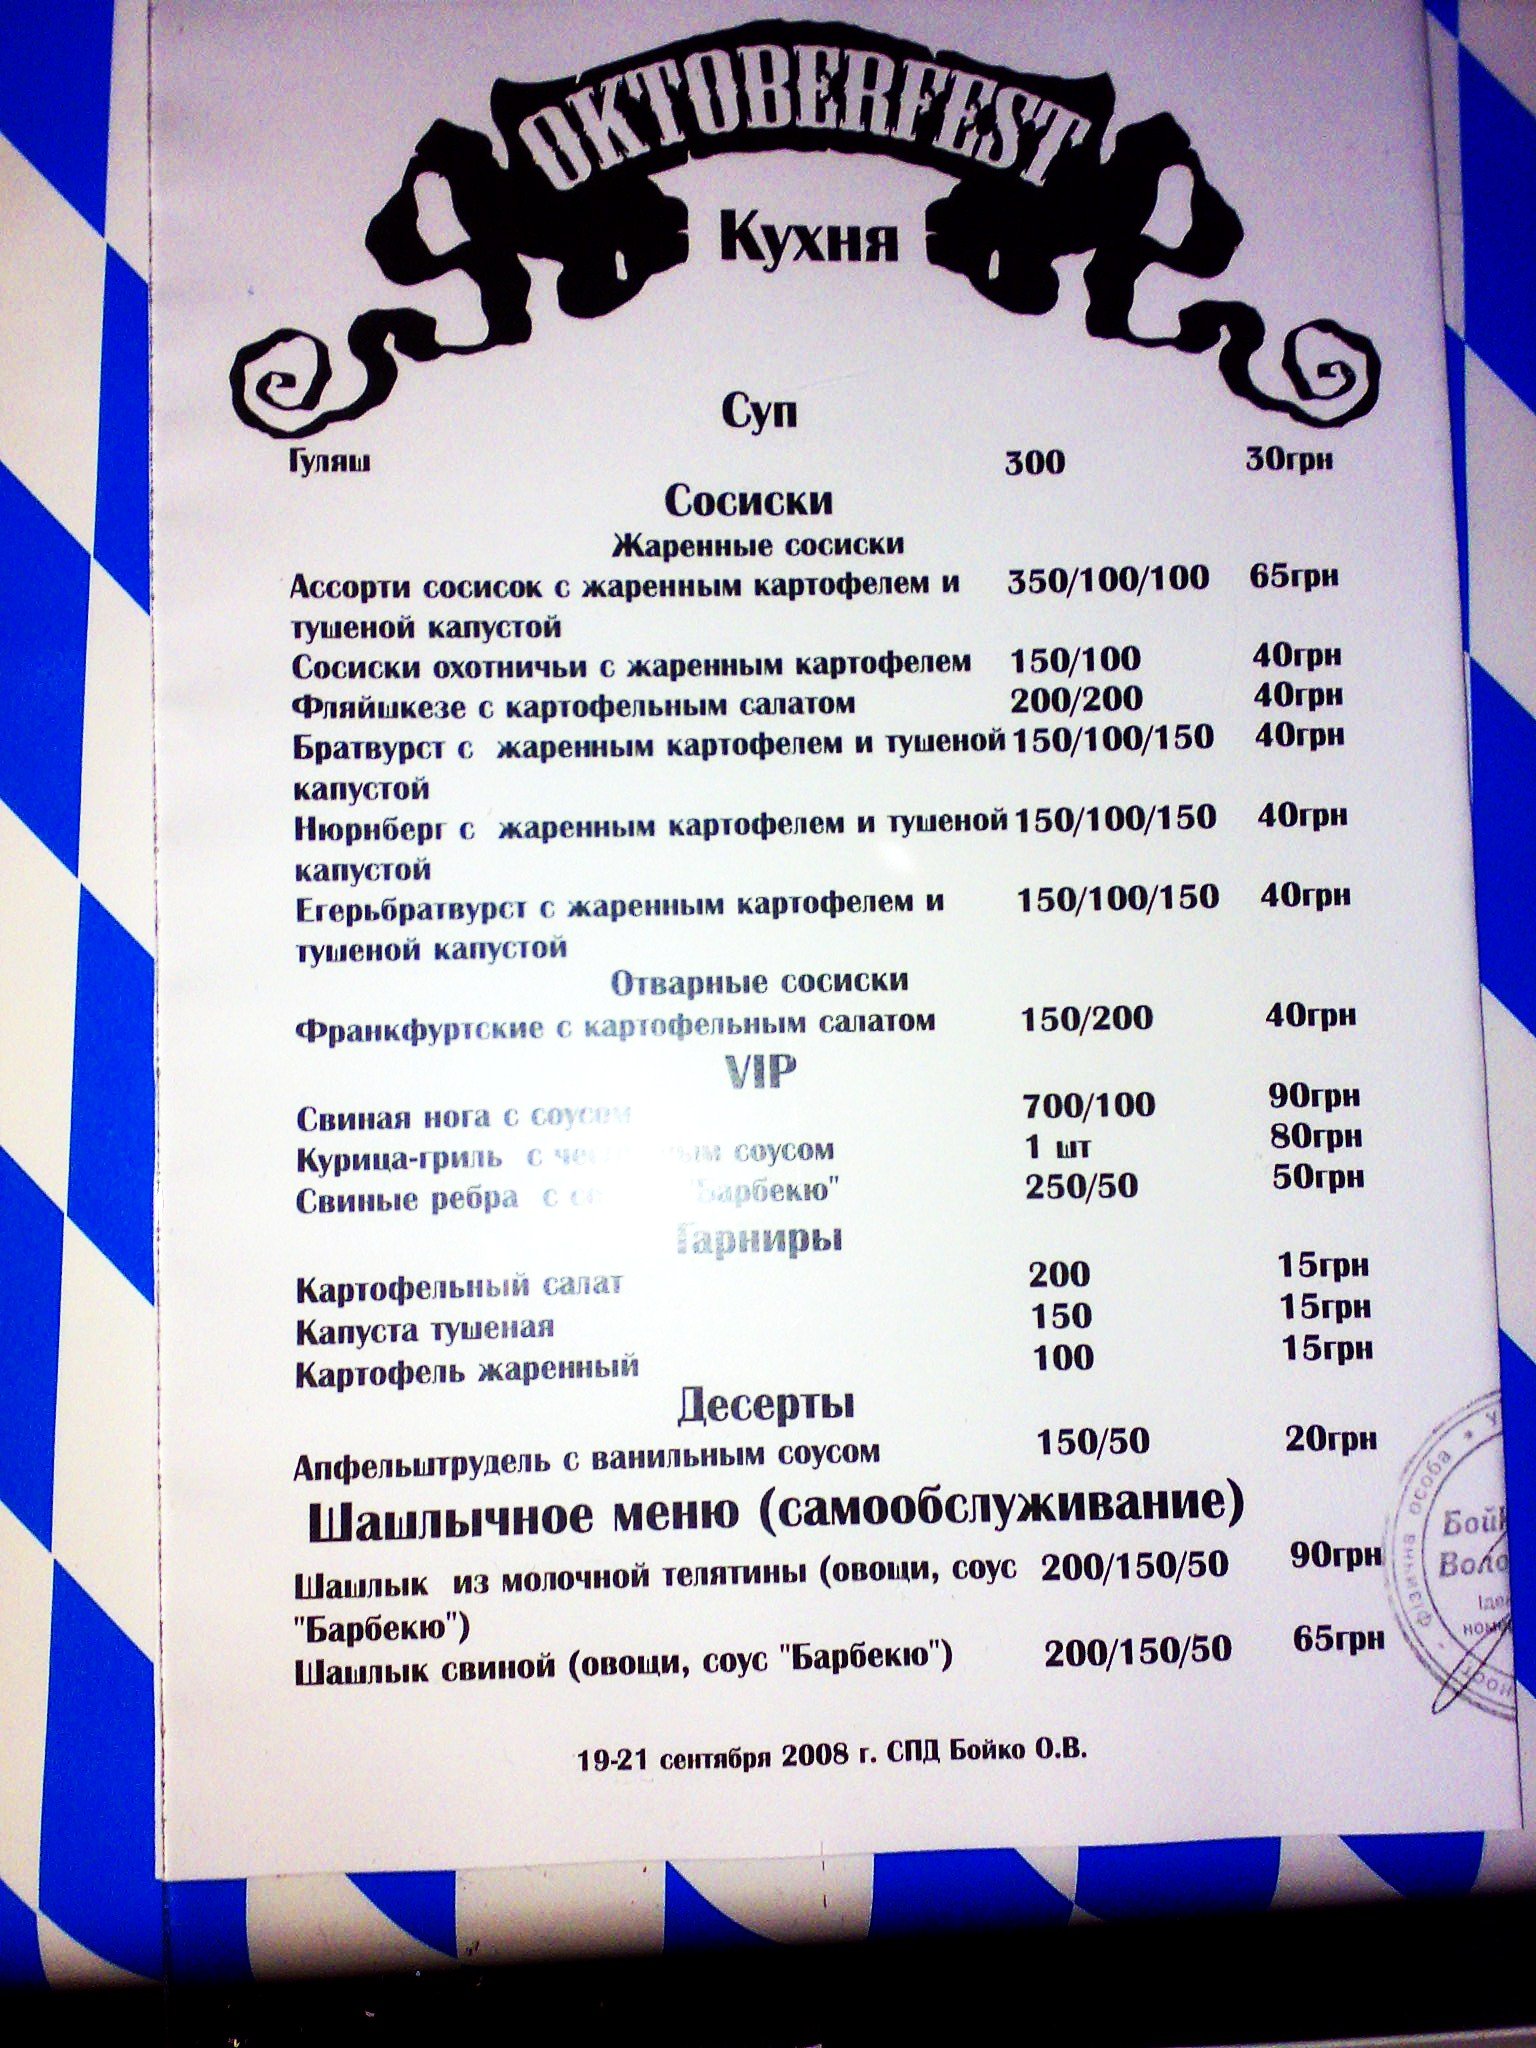 OKTOBERFEST
Кухня
Суп
Гуляш 300 30грн
Сосиски
Жаренные сосиски
Ассорти сосисок с жаренным картофелем и 350/100/100 65грн
тушеной капустой
Сосиски охотничьи с жаренным картофелем 150/100 40грн
Фляйшкезе с картофельным салатом 200/200 40грн
Братвурст с жаренным картофелем и тушеной 150/100/150 40грн
капустой
Нюрнберг с жаренным картофелем и тушеной 150/100/150 40грн
капустой
Егерьбратвурст с жаренным картофелем и 150/100/150 40грн
тушеной капустой
Отварные сосиски
Франкфуртские с картофельным салатом 150/200 40грн
VIP
Свиная нога с соусом 700/100 90грн
Курица-гриль с соусом 1 шт 80грн
Свиные ребра с "Барбекю" 250/50 50грн
Гарниры
Картофельный салат 200 15грн
Капуста тушеная 150 15грн
Картофель жаренный 100 15грн
Десерты
Апфельштрудель с ванильным соусом 150/50 20грн
Шашлычное меню (самообслуживание)
Шашлык из молочной телятины (овощи, соус 200/150/50 90грн
"Барбекю")
Шашлык свиной (овощи, соус "Барбекю") 200/150/50 65грн
фізична особа
19-21 сентября 2008 г. СПД Бойко О.В.